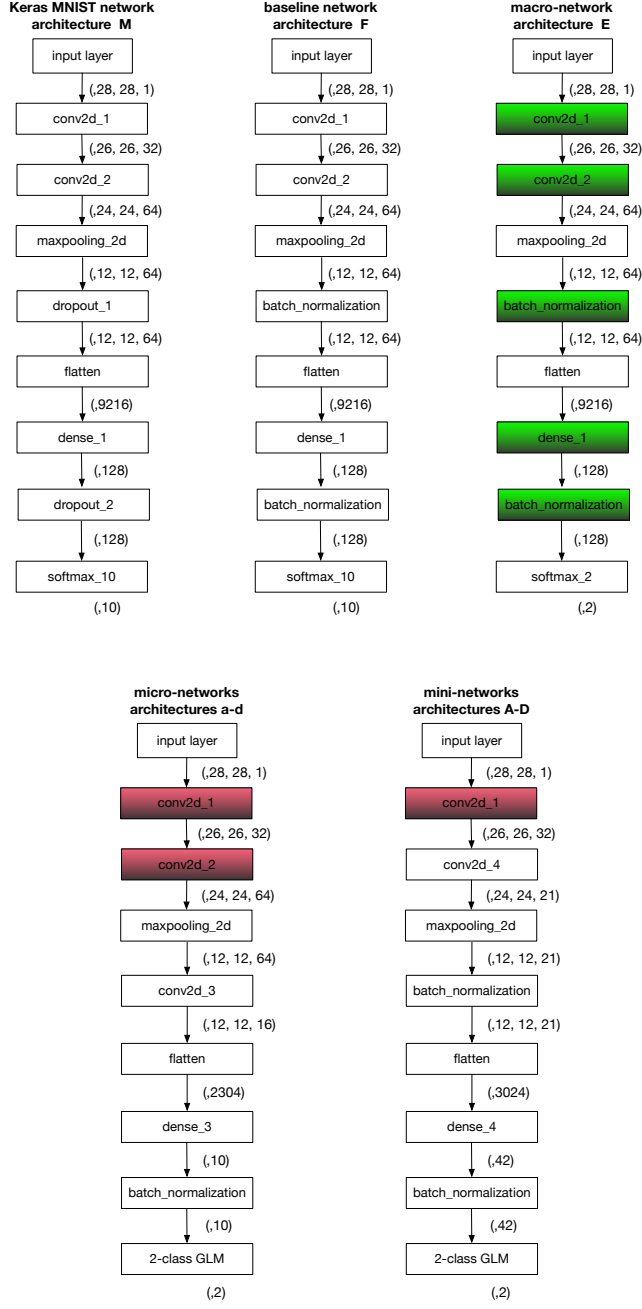 Keras MNIST network
architecture M
input layer
(,28, 28, 1)
conv2d_1
(,26, 26, 32)
conv2d_2
(,24, 24, 64)
maxpooling_2d
(,12, 12, 64)
dropout_1
(,12, 12, 64)
flatten
(,9216)
dense_1
(,128)
dropout_2
(,128)
softmax_10
(,10)
baseline network
architecture F
input layer
(,28, 28, 1)
conv2d_1
(,26, 26, 32)
conv2d_2
(,24, 24, 64)
maxpooling_2d
(,12, 12, 64)
batch_normalization
(,12, 12, 64)
flatten
(,9216)
dense_1
(,128)
batch_normalization
(,128)
softmax_10
(,10)
macro-network
architecture E
input layer
(,28, 28, 1)
conv2d_1
(,26, 26, 32)
conv2d_2
(,24, 24, 64)
maxpooling_2d
(,12, 12, 64)
batch_normalization
(,12, 12, 64)
flatten
(,9216)
dense_1
(,128)
batch_normalization
(,128)
softmax_2
(,2)
micro-networks
architectures a-d
input layer
(,28, 28, 1)
conv2d_1
(,26, 26, 32)
conv2d_2
(,24, 24, 64)
maxpooling_2d
(,12, 12, 64)
conv2d_3
(,12, 12, 16)
flatten
(,2304)
dense_3
(,10)
batch_normalization
(,10)
2-class GLM
(,2)
mini-networks
architectures A-D
input layer
(,28, 28, 1)
conv2d_1
(,26, 26, 32)
conv2d_4
(,24, 24, 21)
maxpooling_2d
(,12, 12, 21)
batch_normalization
(,12, 12, 21)
flatten
(,3024)
dense_4
(,42)
batch_normalization
(,42)
2-class GLM
(,2)